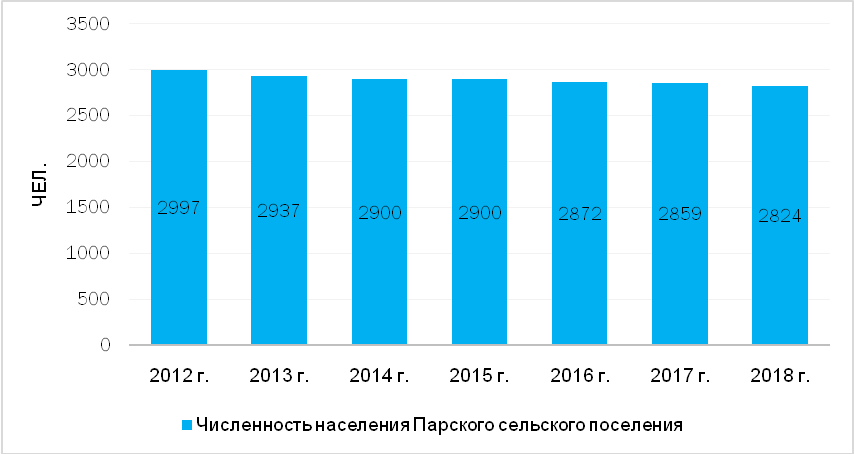 3500
3000
2500
2000
1500
1000
500
0
ЧЕЛ.
2997 2937 2900 2900 2872 2859 2824
2012 г. 2013 г. 2014 г. 2015 г. 2016 г. 2017 г. 2018 г.
Численность населения Парского сельского поселения